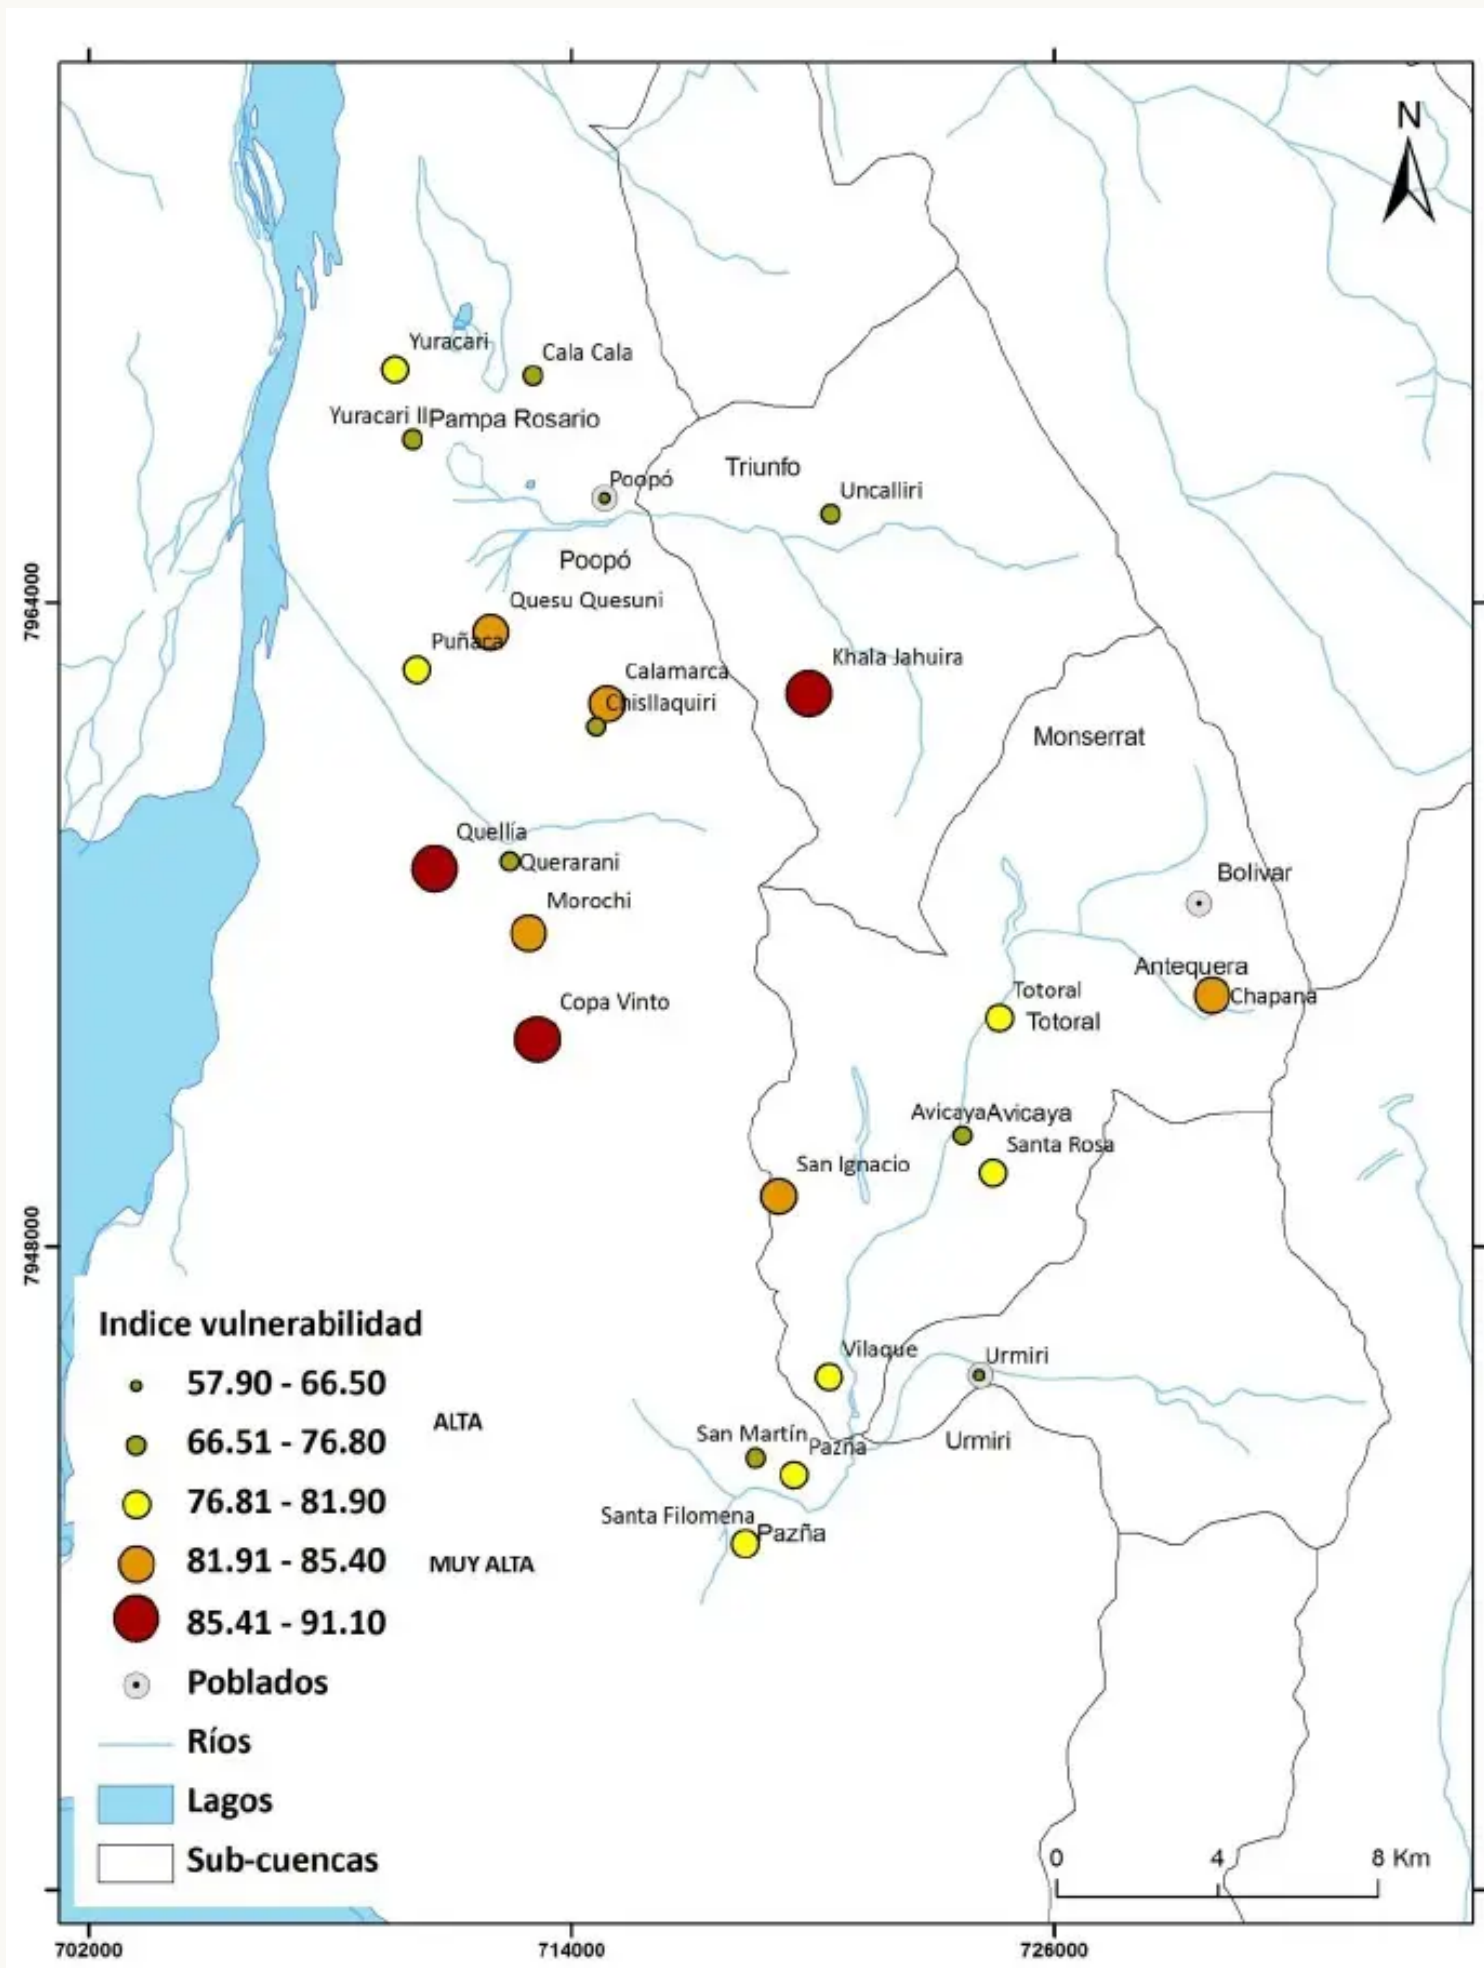 N
Yuracari
Cala Cala
Yuracari II
Pampa Rosario
Triunfo
Poopó
Uncalliri
Poopó
7964000
Quesu Quesuni
Puñaca
Khala Jahuira
Calamarca
Chisllaquiri
Monserrat
Quellía
Querarani
Bolivar
Morochi
Antequera
Totoral
Chapana
Copa Vinto
Totoral
Avicaya
Avicaya
Santa Rosa
San Ignacio
7948000
Indice vulnerabilidad
57.90 - 66.50
ALTA
66.51 - 76.80
76.81 - 81.90
81.91 - 85.40
MUY ALTA
85.41 - 91.10
Poblados
Ríos
Lagos
Sub-cuencas
Vilaque
Urmiri
San Martín
Pazña
Urmiri
Santa Filomena
Pazña
0 4 8 Km
702000 714000 726000